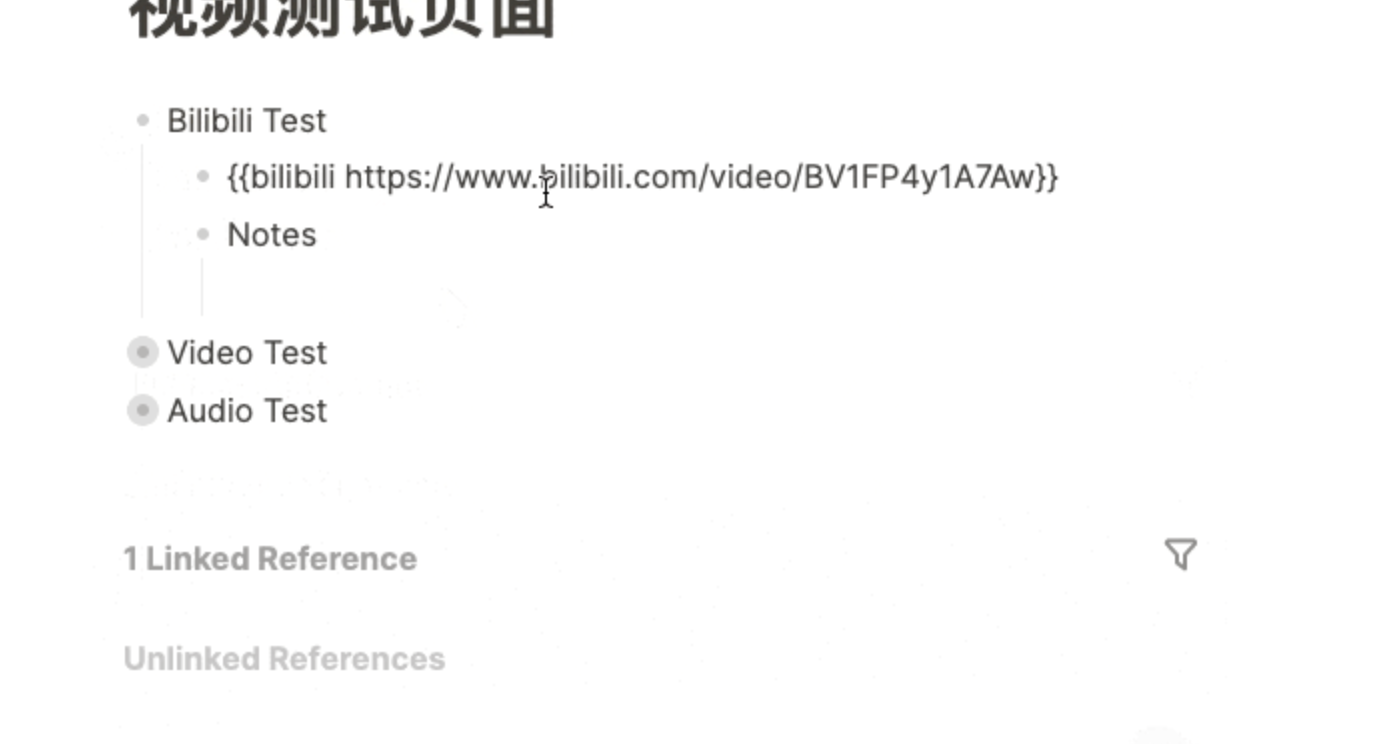 视频测试页面
Bilibili Test
{{bilibili https://www.bilibili.com/video/BV1FP4y1A7Aw}}
Notes
Video Test
Audio Test
1 Linked Reference
Unlinked References